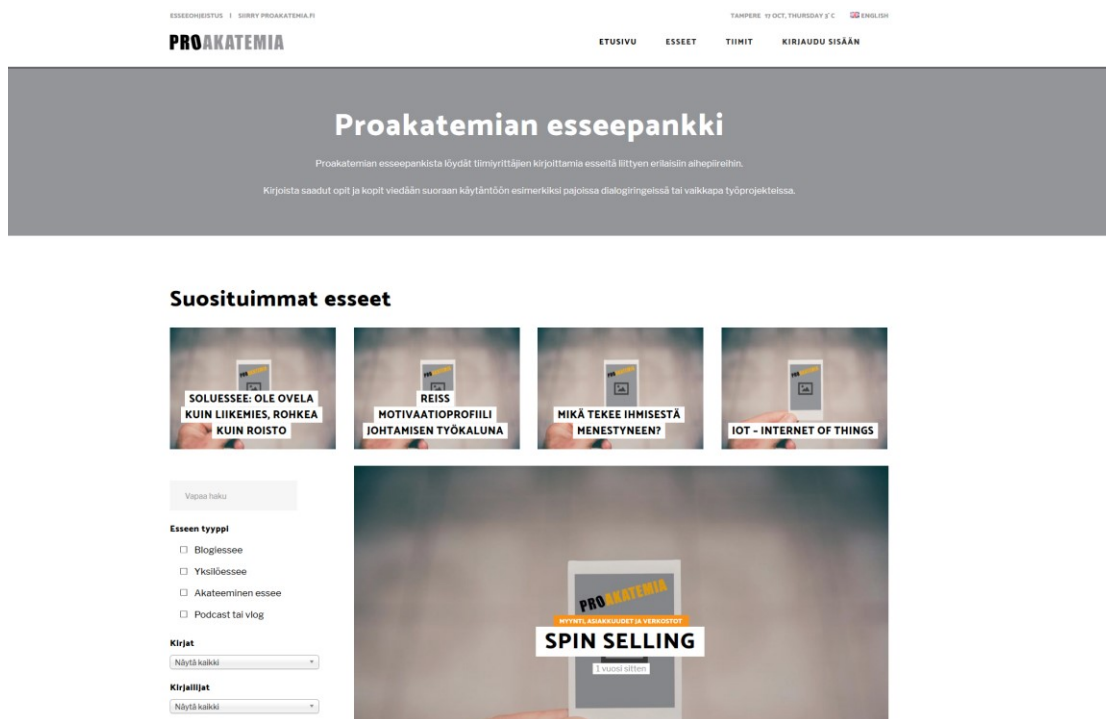 ESSEEOHJEISTUS | SIIRRY PROAKATEMIA.FI
TAMPERE 17 OCT, THURSDAY 5°C ENGLISH
PROAKATEMIA
ETUSIVU ESSEET TIIMIT KIRJAUDU SISÄÄN
Proakatemian esseepankki
Proakatemian esseepankista löydät tiimiyrittäjien kirjoittamia esseitä liittyen erilaisiin aihepiireihin.
Kirjoista saadut opit ja kopit viedään suoraan käytäntöön esimerkiksi pajoissa dialogiringeissä tai vaikkapa työprojekteissa.
Suosituimmat esseet
SOLUESSEE: OLE OVELA
KUIN LIIKEMIES, ROHKEA
KUIN ROISTO
REISS
MOTIVAATIOPROFIILI
JOHTAMISEN TYÖKALUNA
MIKÄ TEKEE IHMISESTÄ
MENESTYNEEN?
IOT – INTERNET OF THINGS
Vapaa haku
Esseen tyyppi
Blogiessee
Yksilöessee
Akateeminen essee
Podcast tai vlog
Kirjat
Näytä kaikki
Kirjailijat
Näytä kaikki
PROAKATEMIA
MYYNTI, ASIAKKUUDET JA VERKOSTOT
SPIN SELLING
1 vuosi sitten